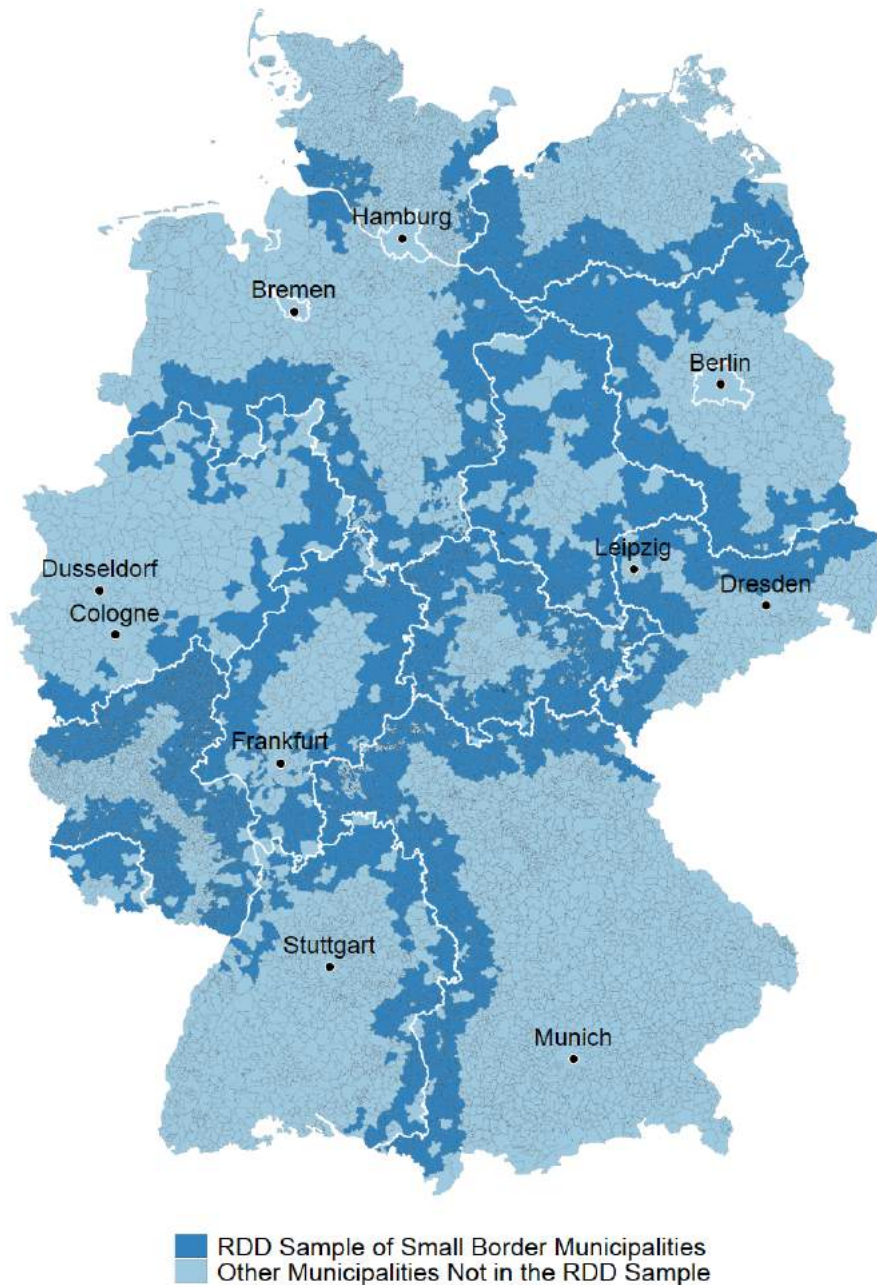 Hamburg
Bremen
Berlin
Dusseldorf
Cologne
Leipzig
Dresden
Frankfurt
Stuttgart
Munich
RDD Sample of Small Border Municipalities
Other Municipalities Not in the RDD Sample